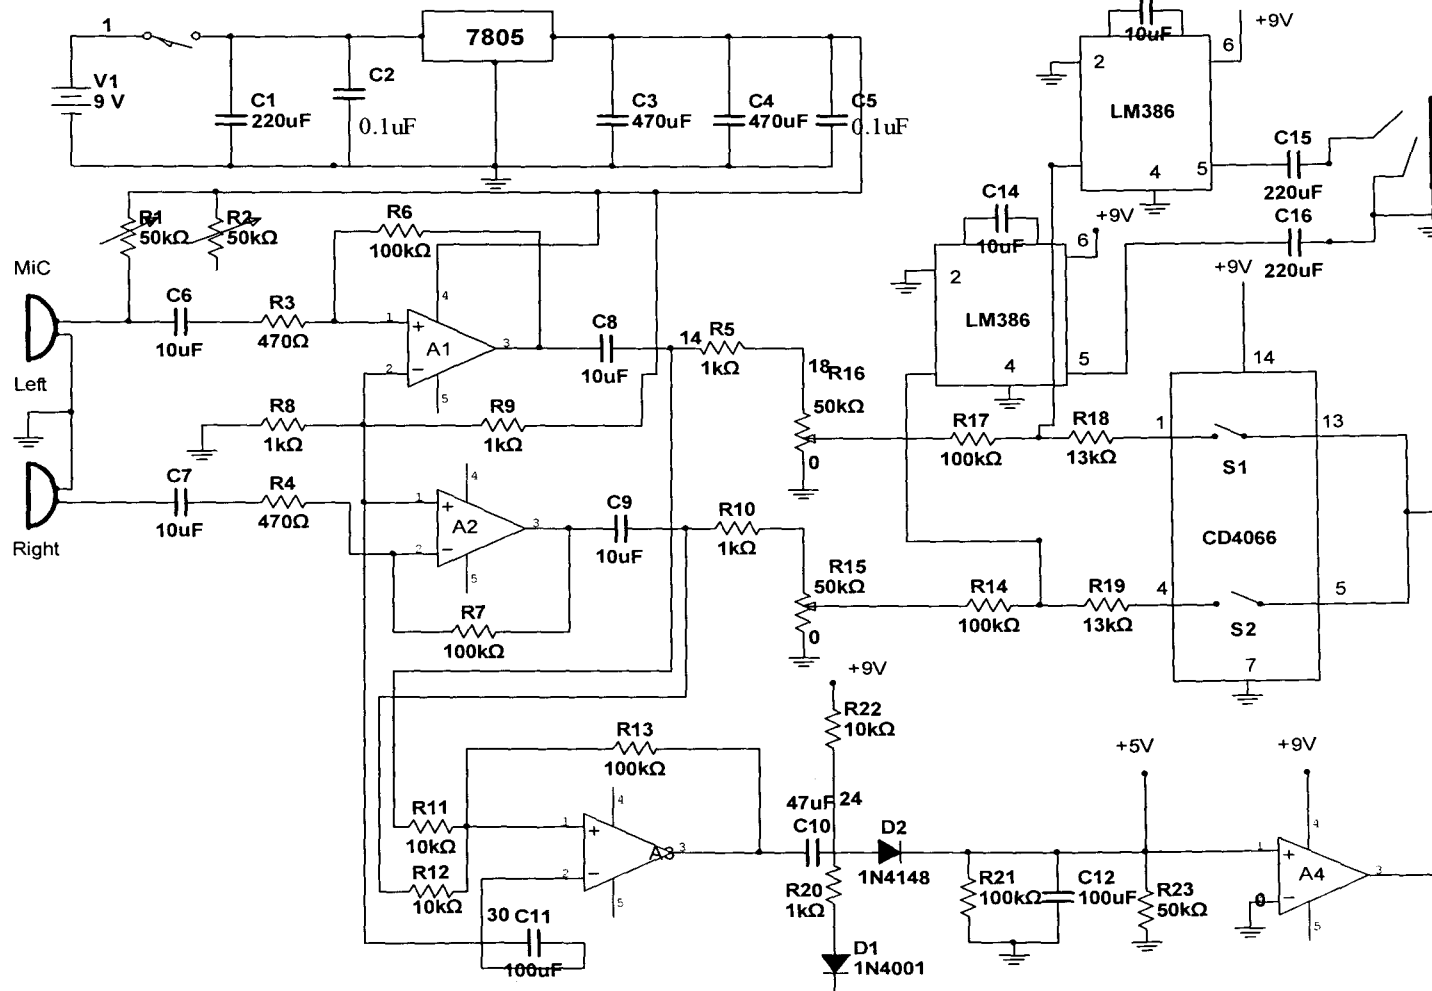 1
7805
V1
9 V
C1
220uF
C2
0.1uF
C3
470uF
C4
470uF
C5
0.1uF
10uF
+9V
2
6
LM386
4
5
C15
220uF
R1
50kΩ
R2
50kΩ
R6
100kΩ
C14
10uF
+9V
6
2
LM386
4
5
C16
220uF
+9V
MiC
Left
C6
10uF
R3
470Ω
1
4
+
A1
−
2
3
5
C8
10uF
14
R5
1kΩ
18
R16
50kΩ
0
R8
1kΩ
R9
1kΩ
R17
100kΩ
R18
13kΩ
14
1
13
S1
CD4066
Right
C7
10uF
R4
470Ω
4
1
+
A2
−
2
3
5
C9
10uF
R10
1kΩ
R15
50kΩ
0
R7
100kΩ
R14
100kΩ
R19
13kΩ
4
5
S2
7
+9V
R22
10kΩ
R13
100kΩ
4
R11
10kΩ
1
+
A3
3
−
2
5
R12
10kΩ
30
C11
100uF
47uF
24
C10
D2
1N4148
R20
1kΩ
D1
1N4001
R21
100kΩ
C12
100uF
+5V
R23
50kΩ
+9V
4
1
+
A4
3
−
0
5